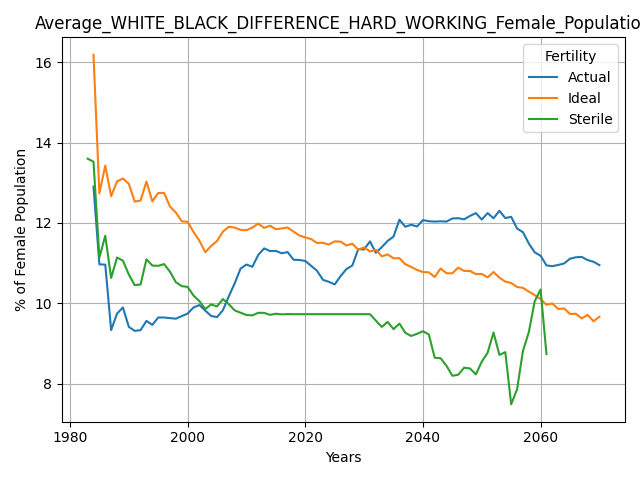 Average_WHITE_BLACK_DIFFERENCE_HARD_WORKING_Female_Populatio
Fertility
Actual
Ideal
Sterile
% of Female Population
16
14
12
10
8
1980 2000 2020 2040 2060
Years